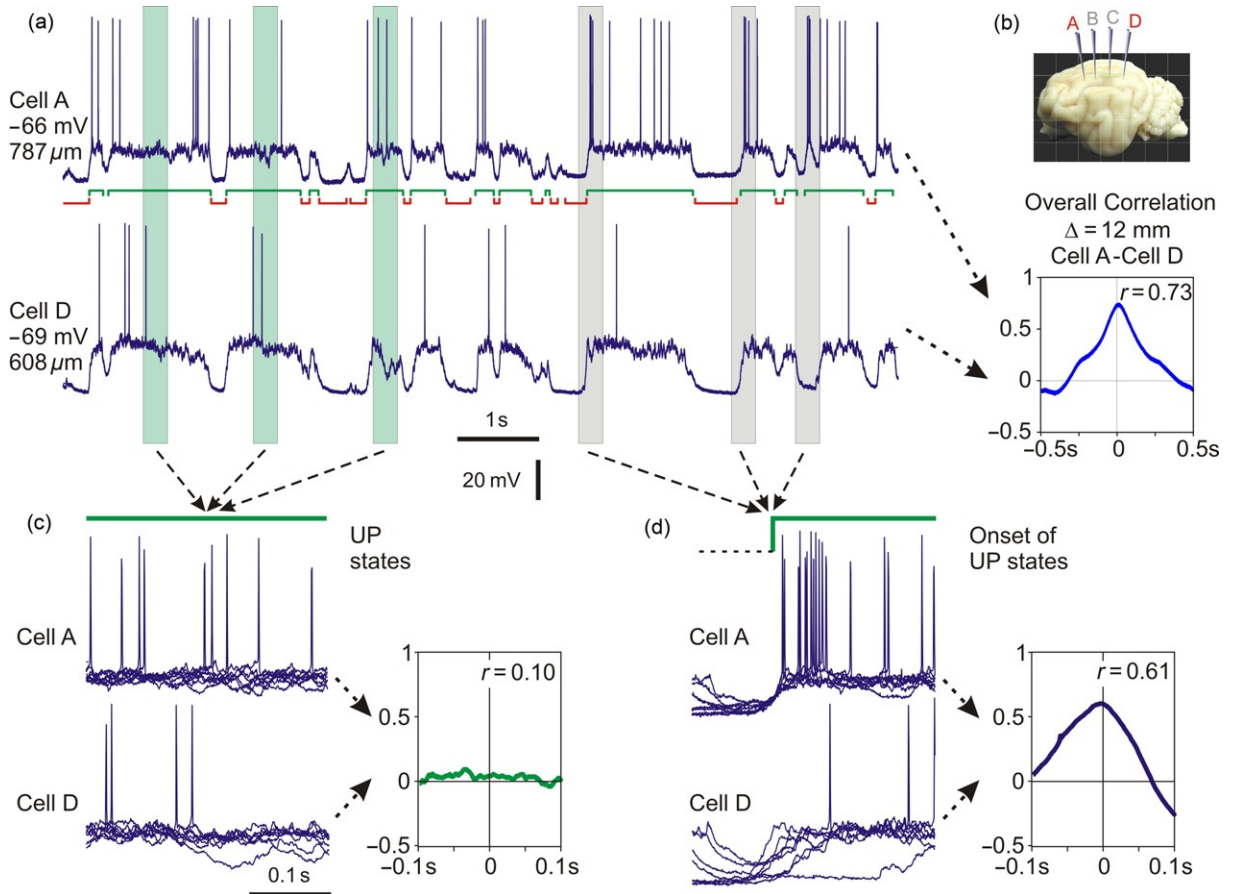 (a)
Cell A
−66 mV
787 µm
Cell D
−69 mV
608 µm
1 s
20 mV
(b)
A B C D
Overall Correlation
Δ = 12 mm
Cell A-Cell D
r = 0.73
1
0.5
0
−0.5
−0.5s 0 0.5s
(c)
UP
states
Cell A
Cell D
0.1 s
r = 0.10
1
0.5
0
−0.5
-0.1s 0 0.1s
(d)
Onset of
UP states
Cell A
Cell D
r = 0.61
1
0.5
0
−0.5
-0.1s 0 0.1s